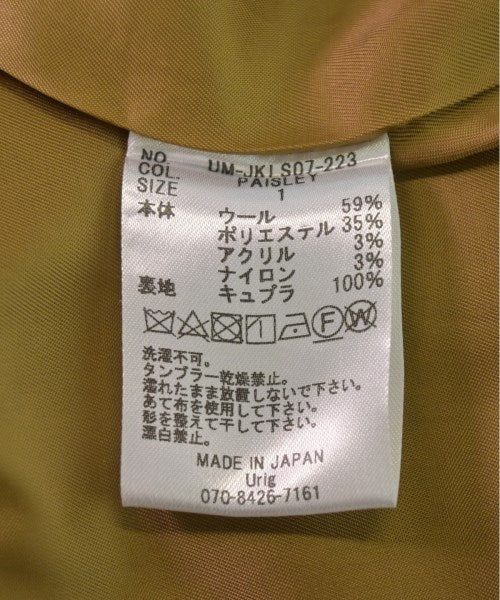 NO. UM-JKLS07-223
COL. PAISLEY
SIZE 1
本体 ウール 59%
ポリエステル 35%
アクリル 3%
ナイロン 3%
裏地 キュプラ 100%
F W
洗濯不可。
タンブラー乾燥禁止。
濡れたまま放置しないで下さい。
あて布を使用して下さい。
形を整えて干して下さい。
漂白禁止。
MADE IN JAPAN
Urig
070-8426-7161